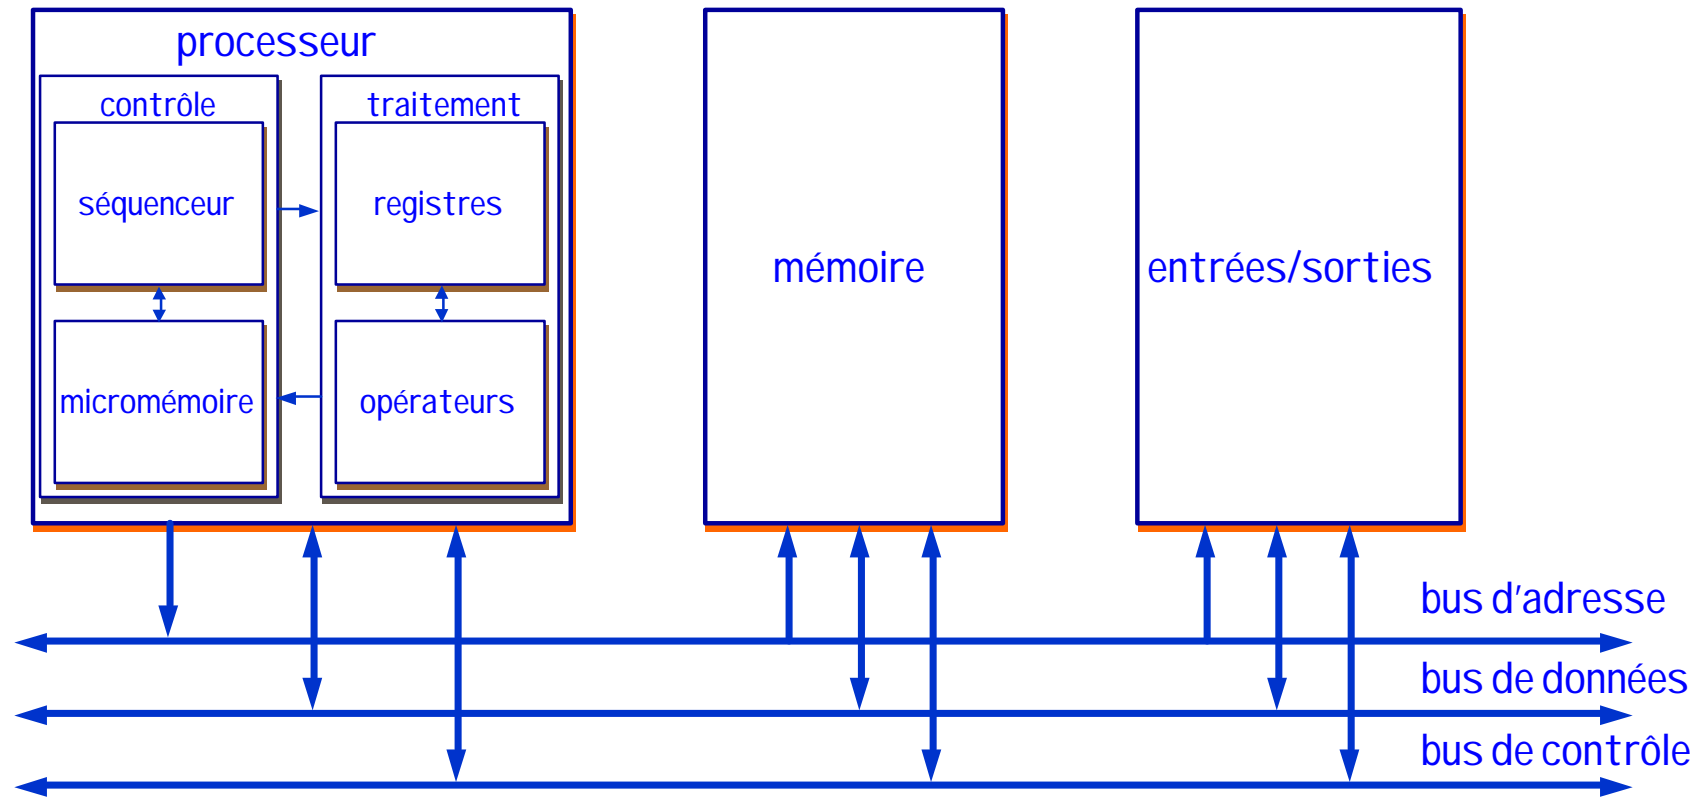 processeur
contrôle
traitement
séquenceur
registres
micromémoire
opérateurs
mémoire
entrées/sorties
bus d'adresse
bus de données
bus de contrôle